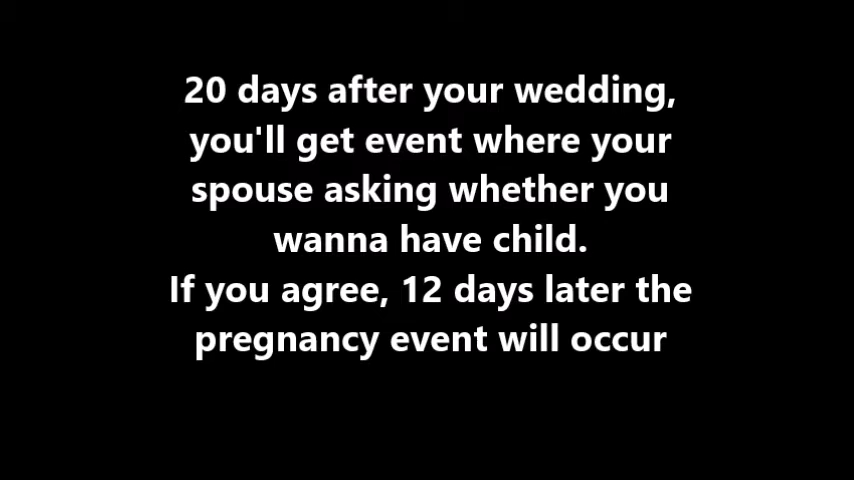 20 days after your wedding,
you'll get event where your
spouse asking whether you
wanna have child.
If you agree, 12 days later the
pregnancy event will occur